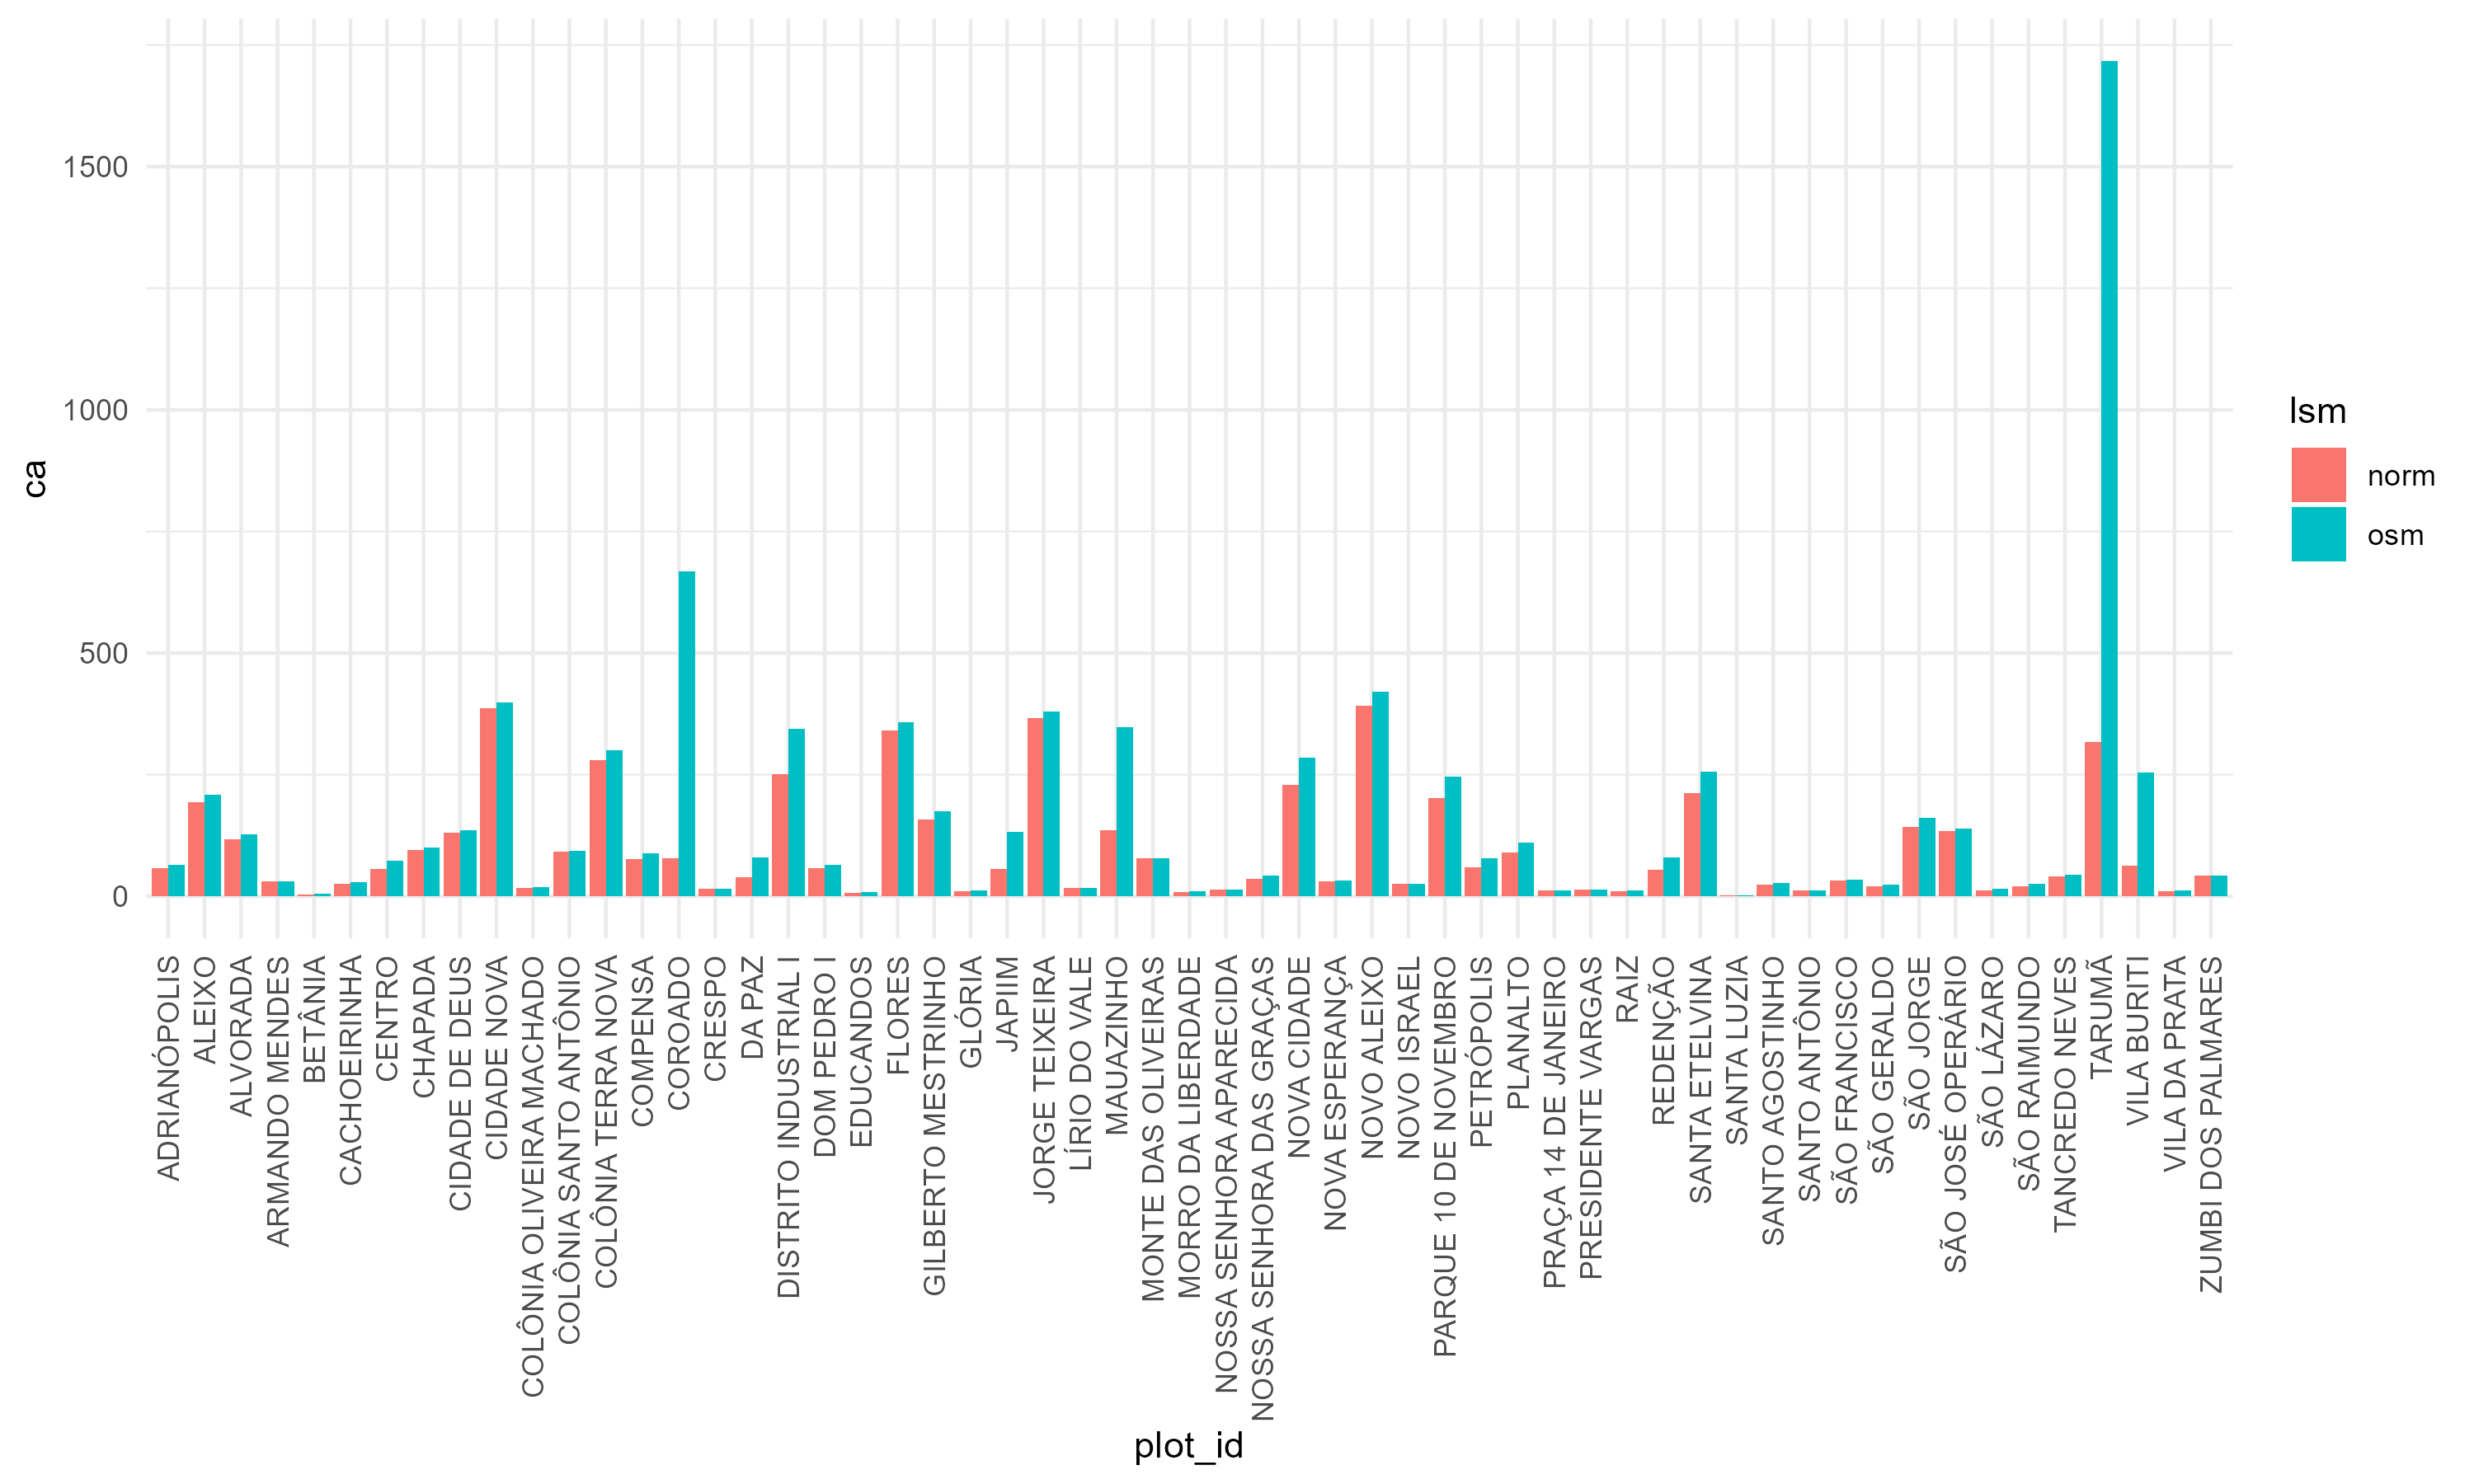 1500
1000
500
0
ca
ADRIANÓPOLIS
ALEIXO
ALVORADA
ARMANDO MENDES
BETÂNIA
CACHOEIRINHA
CENTRO
CHAPADA
CIDADE DE DEUS
CIDADE NOVA
COLÔNIA OLIVEIRA MACHADO
COLÔNIA SANTO ANTÔNIO
COLÔNIA TERRA NOVA
COMPENSA
COROADO
CRESPO
DA PAZ
DISTRITO INDUSTRIAL I
DOM PEDRO I
EDUCANDOS
FLORES
GILBERTO MESTRINHO
GLÓRIA
JAPIIM
JORGE TEIXEIRA
LÍRIO DO VALE
MAUAZINHO
MONTE DAS OLIVEIRAS
MORRO DA LIBERDADE
NOSSA SENHORA APARECIDA
NOSSA SENHORA DAS GRAÇAS
NOVA CIDADE
NOVA ESPERANÇA
NOVO ALEIXO
NOVO ISRAEL
PARQUE 10 DE NOVEMBRO
PETRÓPOLIS
PLANALTO
PRAÇA 14 DE JANEIRO
PRESIDENTE VARGAS
RAIZ
REDENÇÃO
SANTA ETELVINA
SANTA LUZIA
SANTO AGOSTINHO
SANTO ANTÔNIO
SÃO FRANCISCO
SÃO GERALDO
SÃO JORGE
SÃO JOSÉ OPERÁRIO
SÃO LÁZARO
SÃO RAIMUNDO
TANCREDO NEVES
TARUMÃ
VILA BURITI
VILA DA PRATA
ZUMBI DOS PALMARES
plot_id
lsm
norm
osm